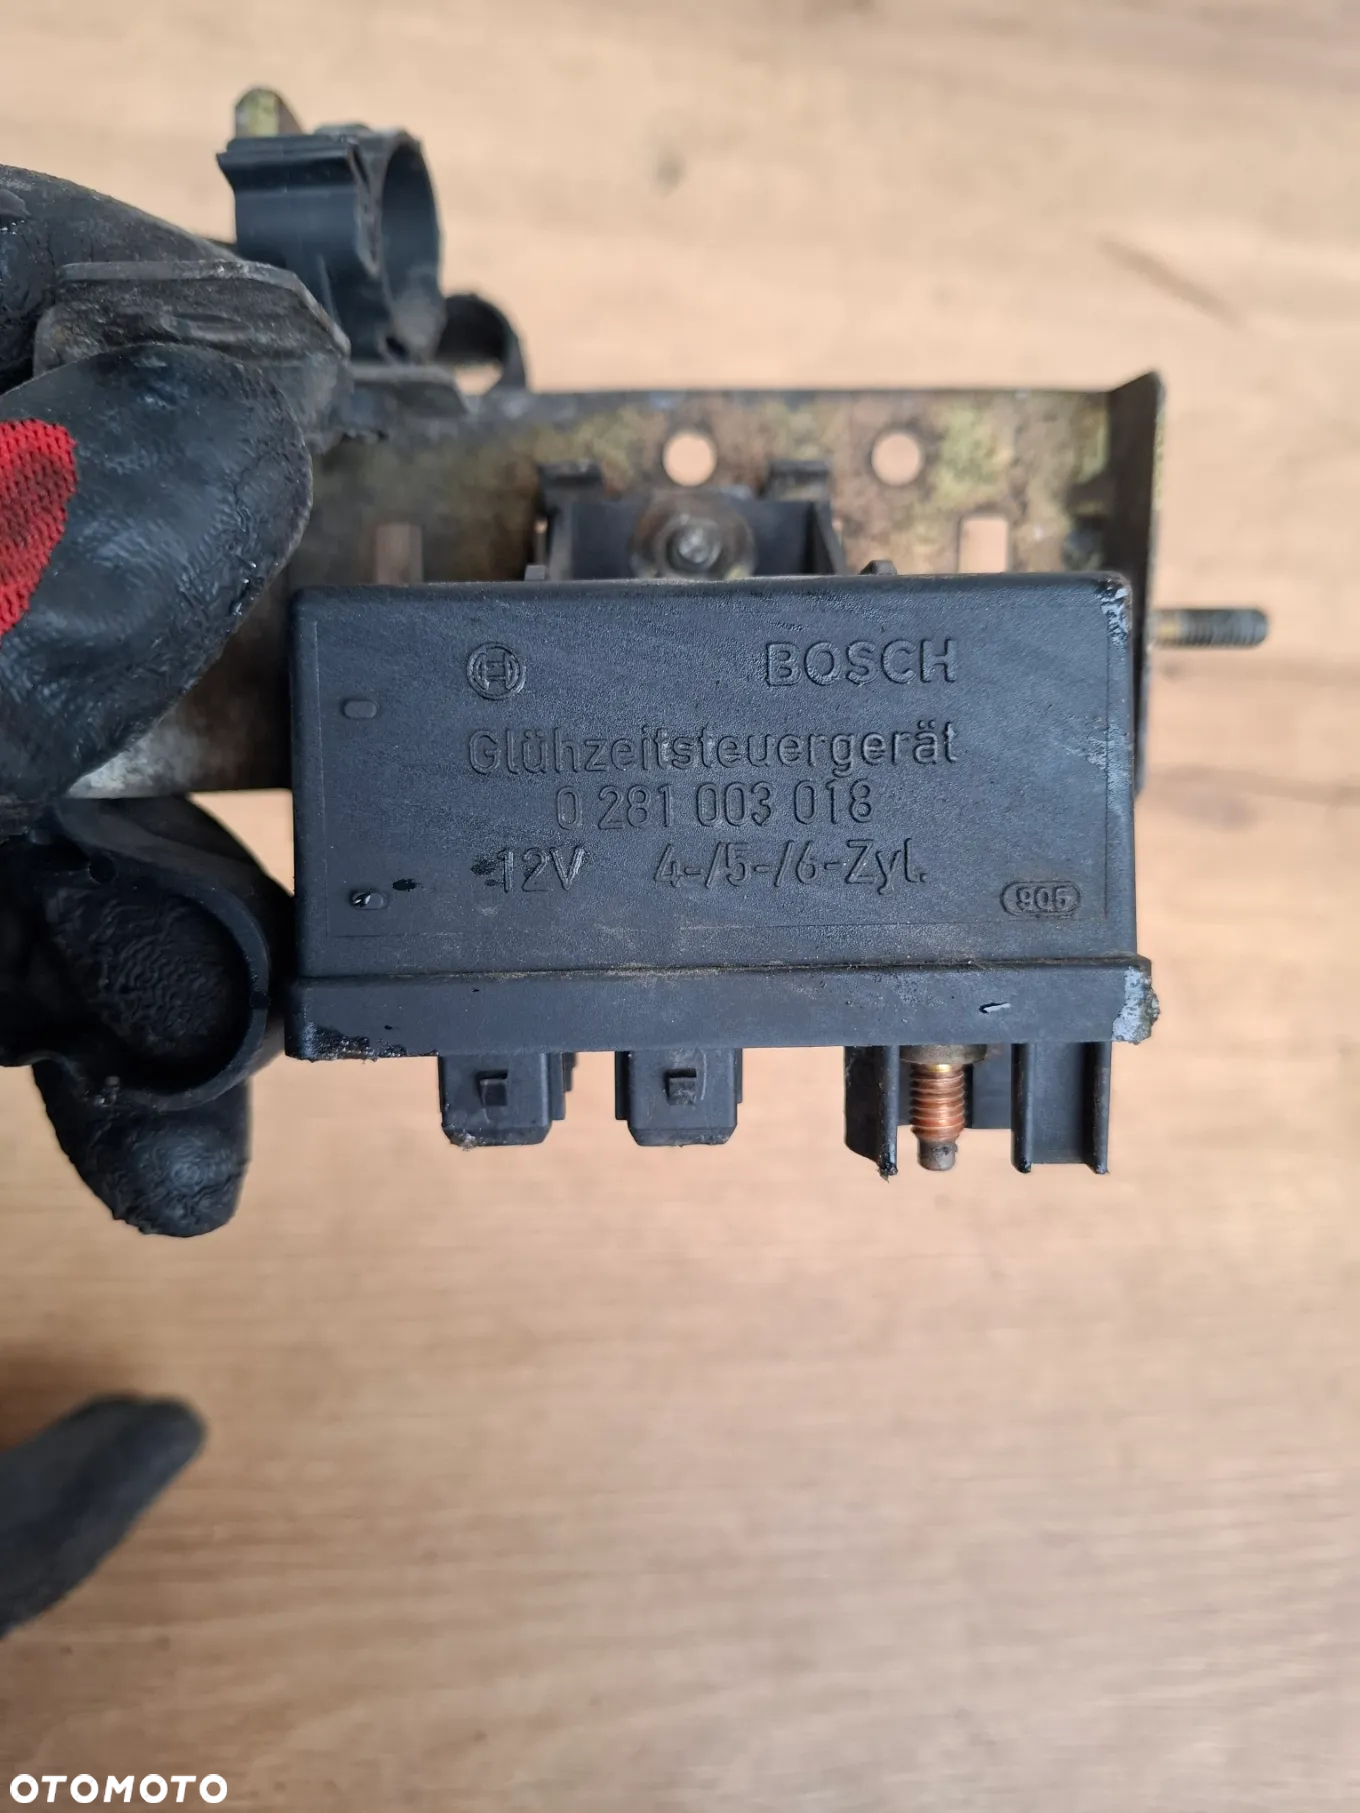 BOSCH
Glühzeitsteuergerät
0 281 003 018
12V 4-/5-/6-Zyl.
905
OTOMOTO